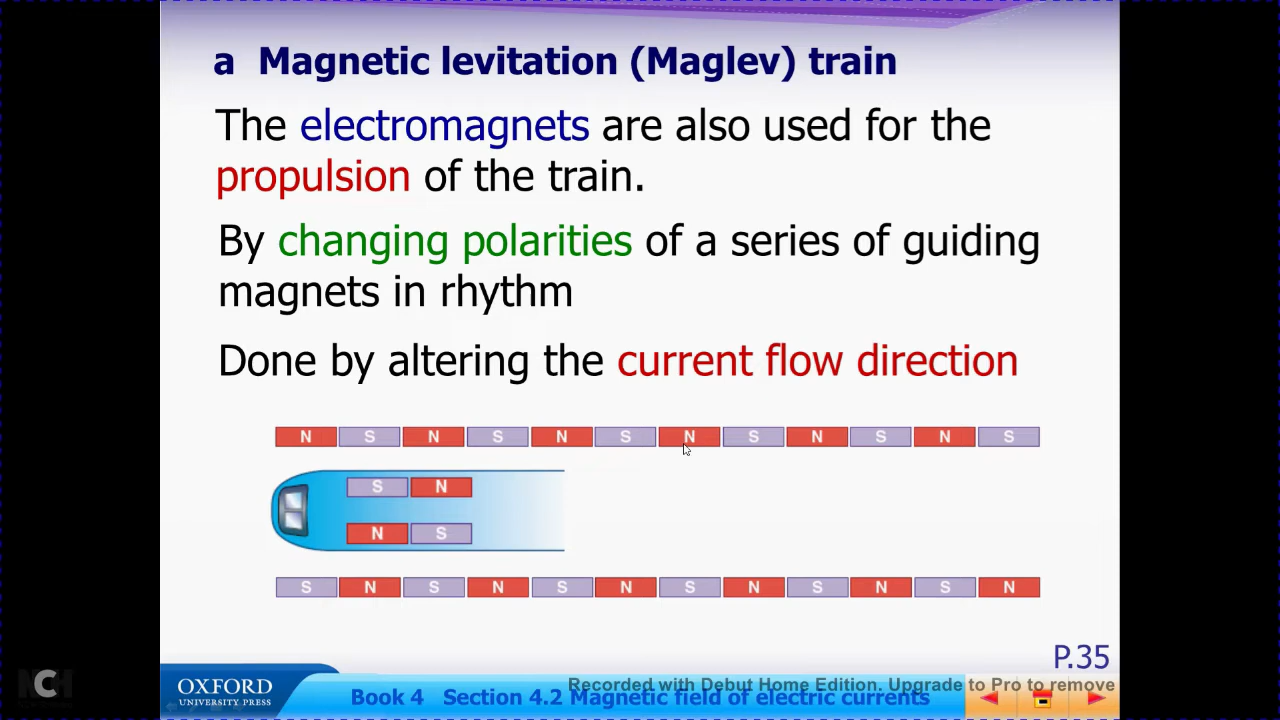 a Magnetic levitation (Maglev) train
The electromagnets are also used for the
propulsion of the train.
By changing polarities of a series of guiding
magnets in rhythm
Done by altering the current flow direction
N S N S N S N S N S N S
S N
N S
S N S N S N S N S N S N
P.35
OXFORD
UNIVERSITY PRESS
Book 4 Section 4.2 Magnetic field of electric currents
Recorded with Debut Home Edition. Upgrade to Pro to remove
NCH